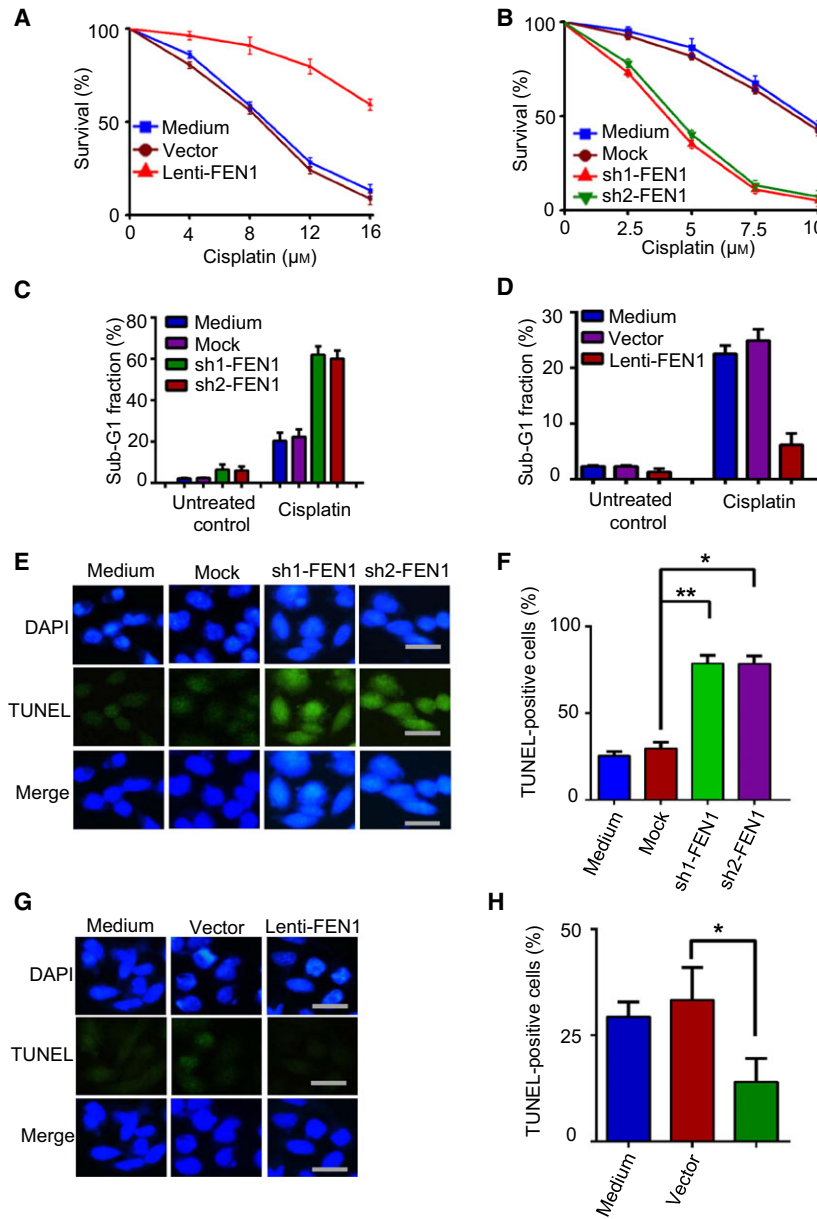 A
100
50
0
Survival (%)
Medium
Vector
Lenti-FEN1
0 4 8 12 16
Cisplatin (μM)
B
100
50
0
Survival (%)
Medium
Mock
sh1-FEN1
sh2-FEN1
0 2.5 5 7.5 10
Cisplatin (μM)
C
80
60
40
20
0
Sub-G1 fraction (%)
Medium
Mock
sh1-FEN1
sh2-FEN1
Untreated
control
Cisplatin
D
30
20
10
0
Sub-G1 fraction (%)
Medium
Vector
Lenti-FEN1
Untreated
control
Cisplatin
E
Medium Mock sh1-FEN1 sh2-FEN1
DAPI
TUNEL
Merge
F
100
50
0
TUNEL-positive cells (%)
*
**
Medium
Mock
sh1-FEN1
sh2-FEN1
G
Medium Vector Lenti-FEN1
DAPI
TUNEL
Merge
H
50
25
0
TUNEL-positive cells (%)
*
Medium
Vector